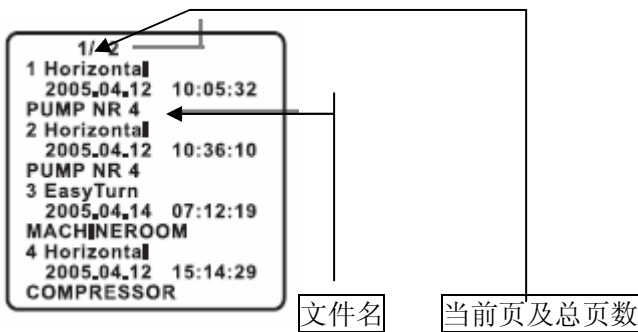 1/ 2
1 Horizontal
2005.04.12 10:05:32
PUMP NR 4
2 Horizontal
2005.04.12 10:36:10
PUMP NR 4
3 EasyTurn
2005.04.14 07:12:19
MACHINEROOM
4 Horizontal
2005.04.12 15:14:29
COMPRESSOR
文件名 当前页及总页数